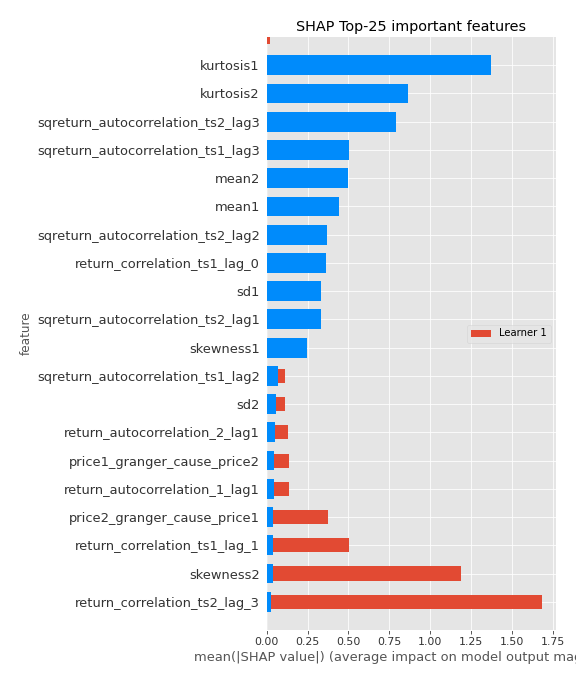 SHAP Top-25 important features
kurtosis1
kurtosis2
sqreturn_autocorrelation_ts2_lag3
sqreturn_autocorrelation_ts1_lag3
mean2
mean1
sqreturn_autocorrelation_ts2_lag2
return_correlation_ts1_lag_0
sd1
sqreturn_autocorrelation_ts2_lag1
skewness1
sqreturn_autocorrelation_ts1_lag2
sd2
return_autocorrelation_2_lag1
price1_granger_cause_price2
return_autocorrelation_1_lag1
price2_granger_cause_price1
return_correlation_ts1_lag_1
skewness2
return_correlation_ts2_lag_3
feature
Learner 1
0.00 0.25 0.50 0.75 1.00 1.25 1.50 1.75
mean(|SHAP value|) (average impact on model output mag